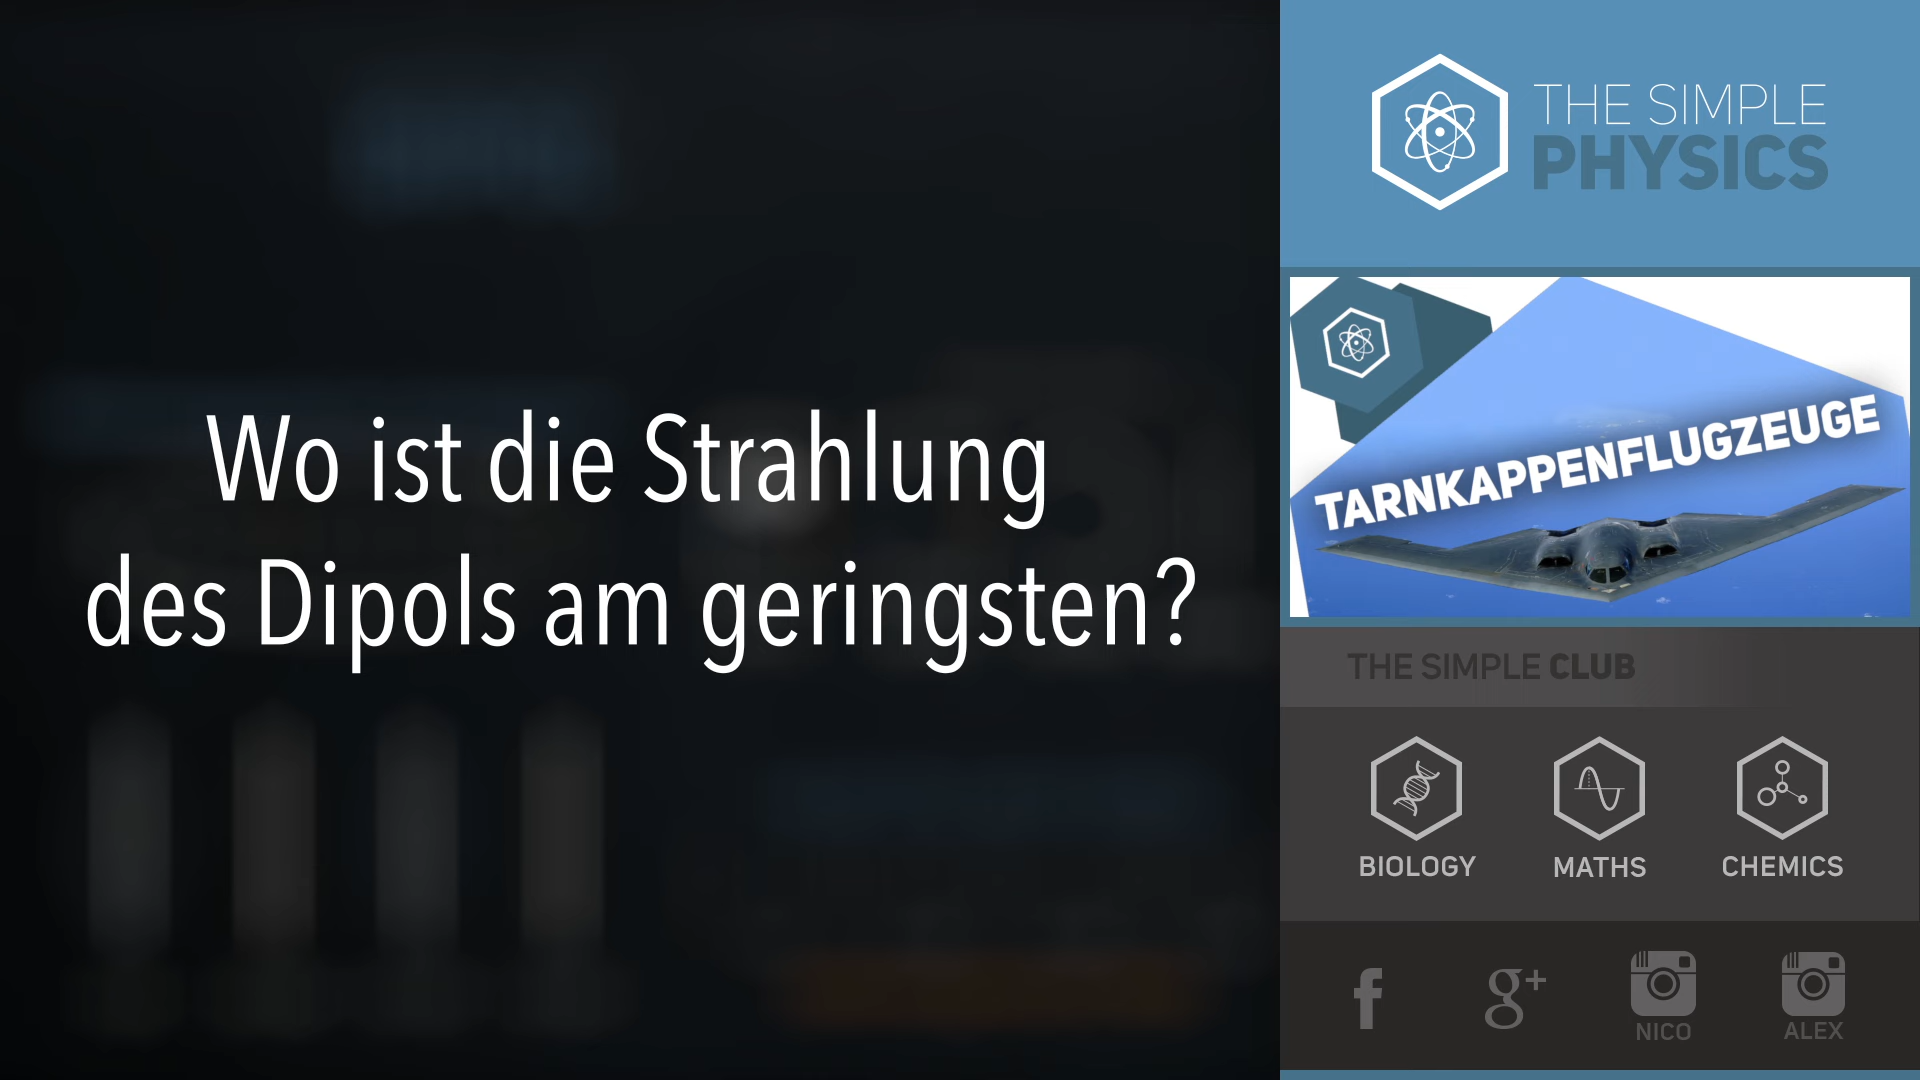 Wo ist die Strahlung
des Dipols am geringsten?
THE SIMPLE
PHYSICS
TARNKAPPENFLUGZEUGE
THE SIMPLE CLUB
BIOLOGY
MATHS
CHEMICS
f
g+
NICO
ALEX